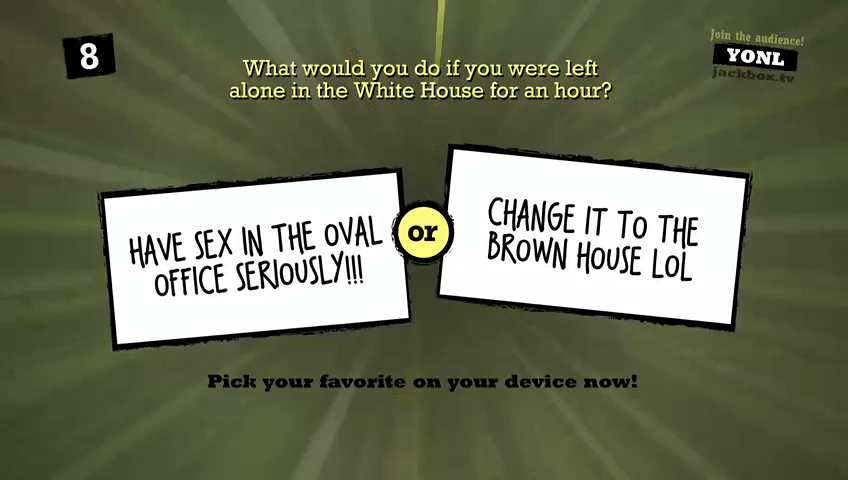 8
Join the audience!
YONL
jackbox.tv
What would you do if you were left
alone in the White House for an hour?
HAVE SEX IN THE OVAL
OFFICE SERIOUSLY!!!
or
CHANGE IT TO THE
BROWN HOUSE LOL
Pick your favorite on your device now!